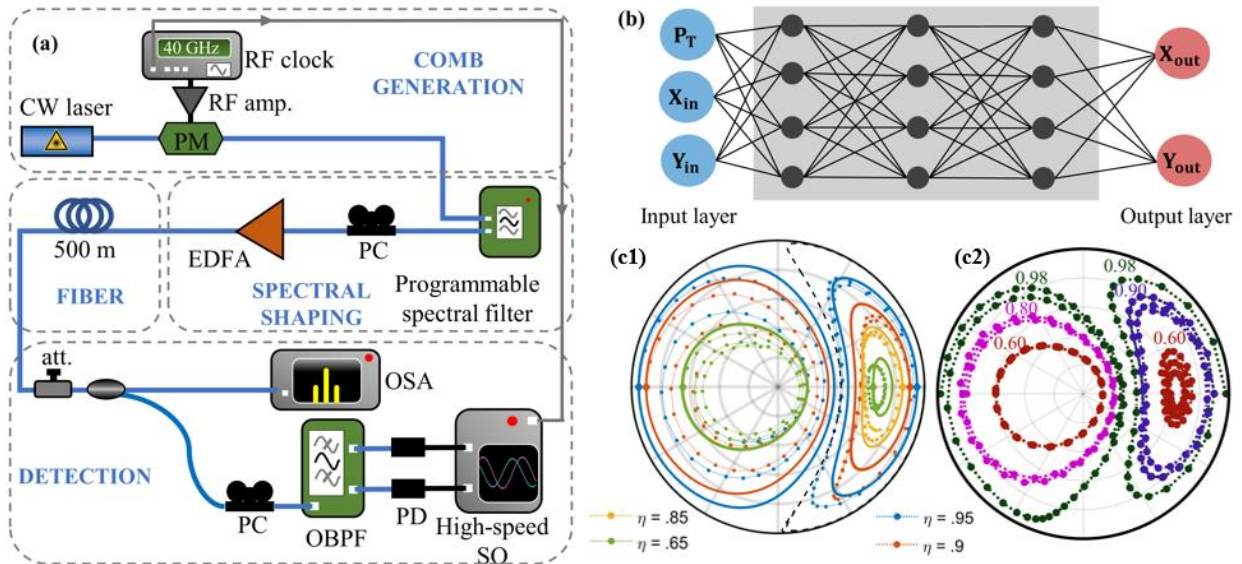 (a)
40 GHz
RF clock
COMB
GENERATION
RF amp.
CW laser
PM
500 m
EDFA
PC
FIBER
SPECTRAL
SHAPING
Programmable
spectral filter
att.
OSA
DETECTION
PC
OBPF
PD
High-speed
SO
(b)
P_T
X_in
Y_in
X_out
Y_out
Input layer
Output layer
(c1)
η = .85
η = .65
η = .95
η = .9
(c2)
0.98
0.98
0.80
0.90
0.60
0.60